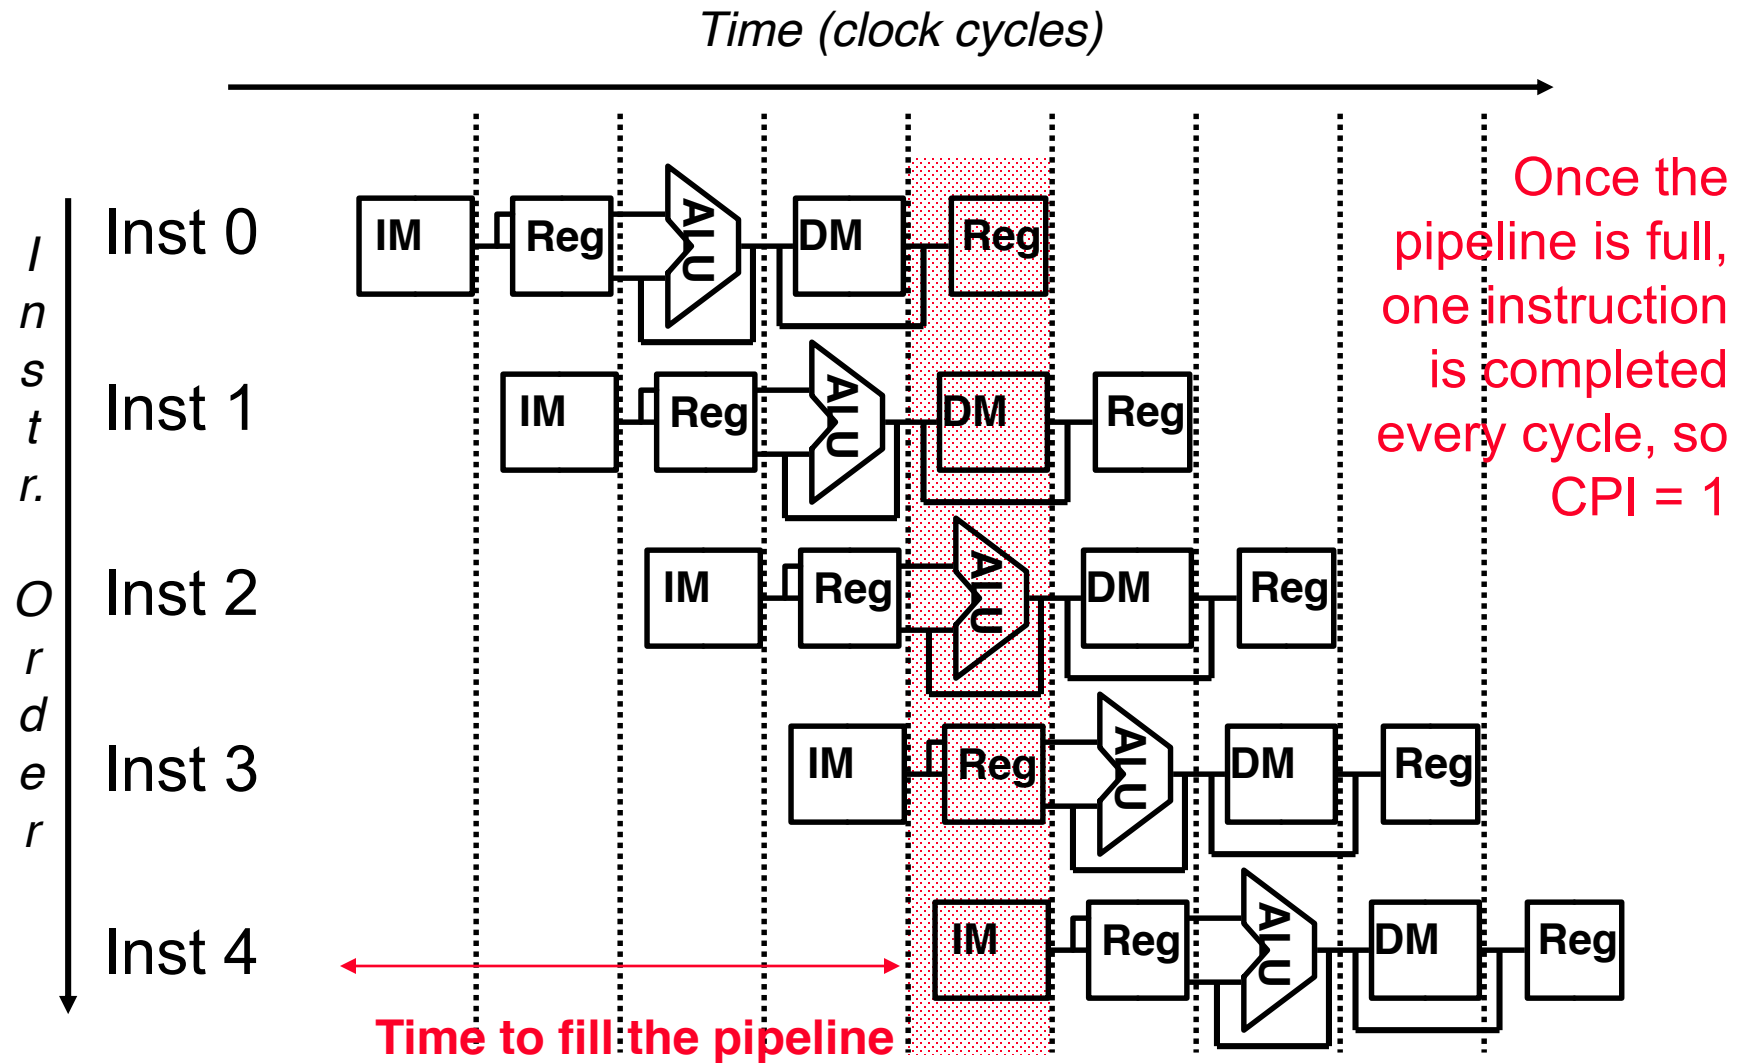 Time (clock cycles)
Instr. Order
Inst 0
IM
Reg
ALU
DM
Reg
Once the
pipeline is full,
one instruction
is completed
every cycle, so
CPI = 1
Inst 1
IM
Reg
ALU
DM
Reg
Inst 2
IM
Reg
ALU
DM
Reg
Inst 3
IM
Reg
ALU
DM
Reg
Inst 4
IM
Reg
ALU
DM
Reg
Time to fill the pipeline